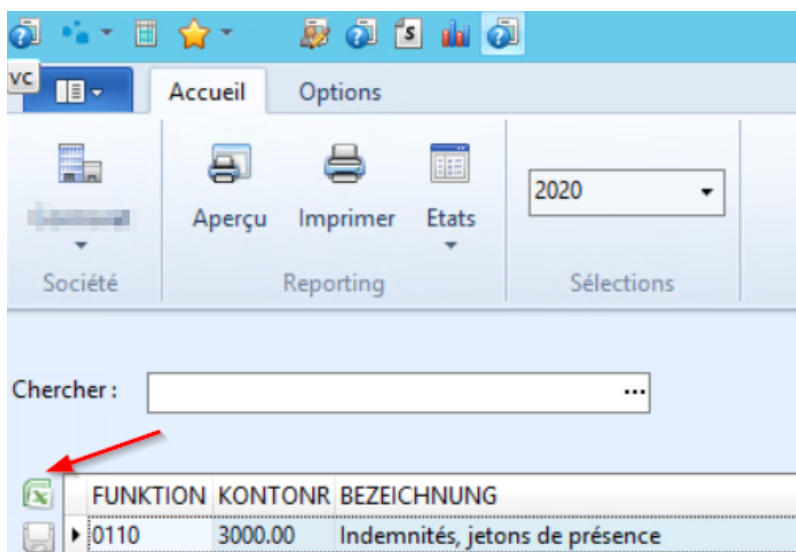 vc
Accueil Options
Aperçu Imprimer Etats
2020
Société Reporting Sélections
Chercher : ...
FUNKTION KONTONR BEZEICHNUNG
0110 3000.00 Indemnités, jetons de présence